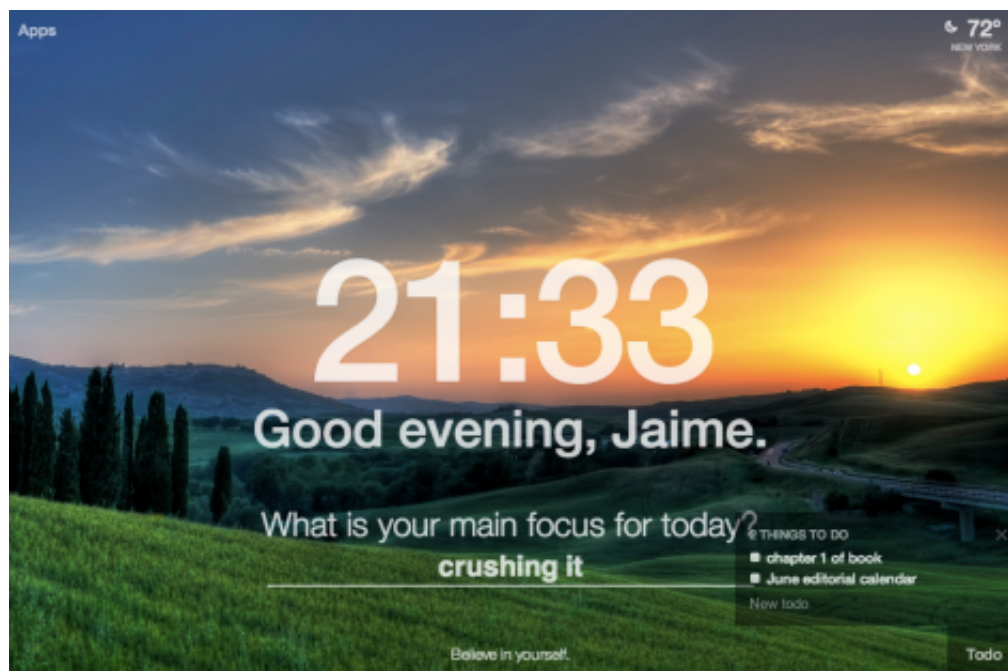 Apps
72°
NEW YORK
21:33
Good evening, Jaime.
What is your main focus for today?
crushing it
2 THINGS TO DO
chapter 1 of book
June editorial calendar
New todo
Believe in yourself.
Todo